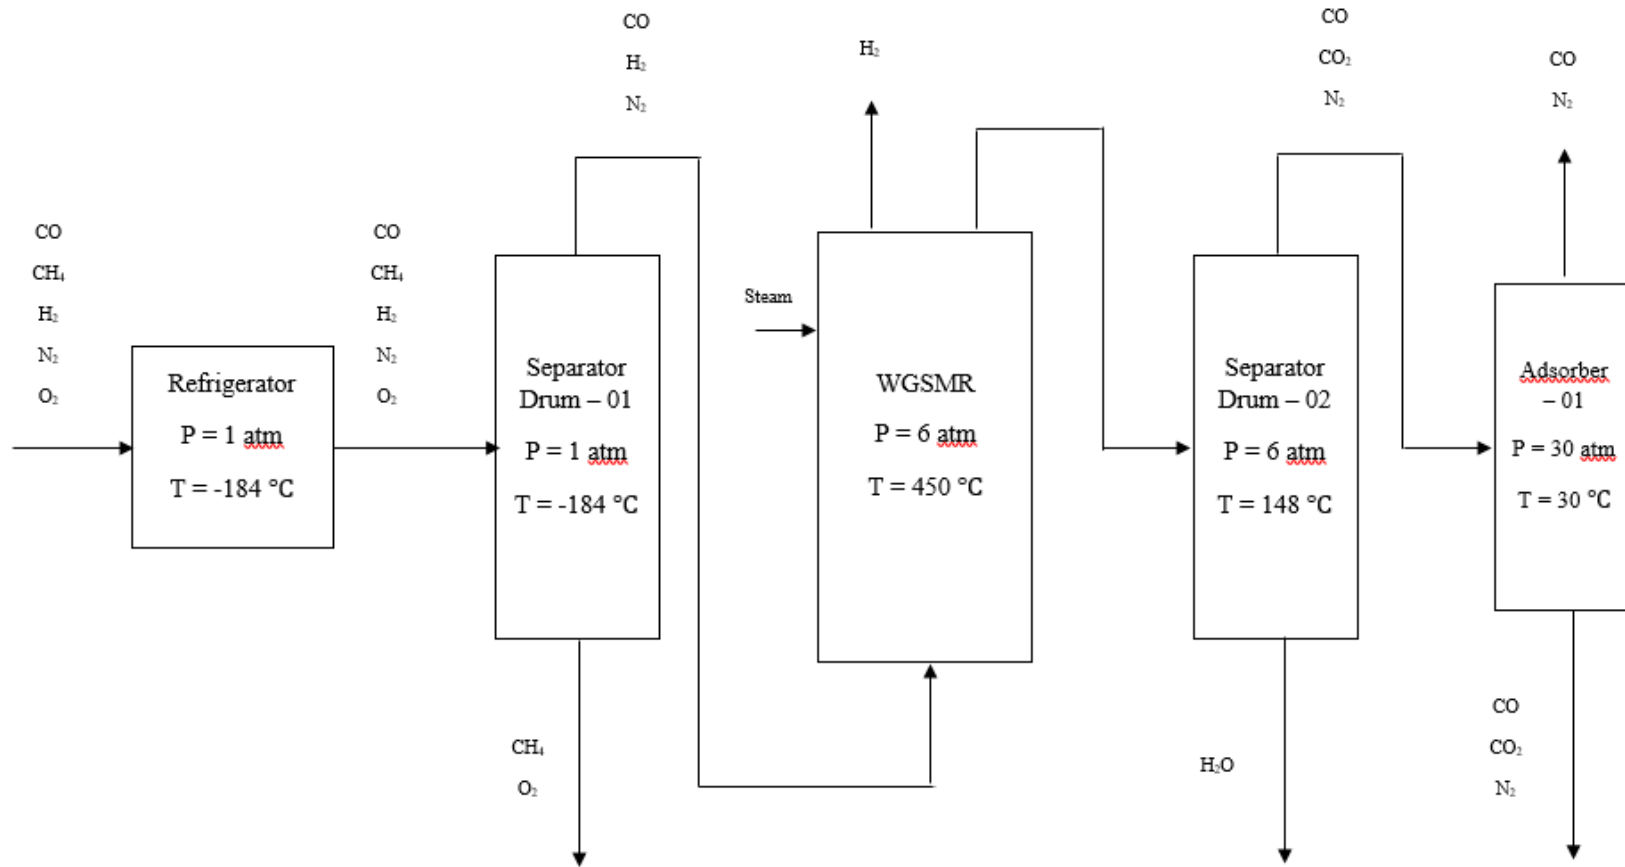 CO
CH₄
H₂
N₂
O₂
Refrigerator
P = 1 atm
T = -184 °C
CO
CH₄
H₂
N₂
O₂
Separator
Drum – 01
P = 1 atm
T = -184 °C
CO
H₂
N₂
CH₄
O₂
Steam
WGSMR
P = 6 atm
T = 450 °C
H₂
Separator
Drum – 02
P = 6 atm
T = 148 °C
CO
CO₂
N₂
H₂O
Adsorber
– 01
P = 30 atm
T = 30 °C
CO
N₂
CO
CO₂
N₂